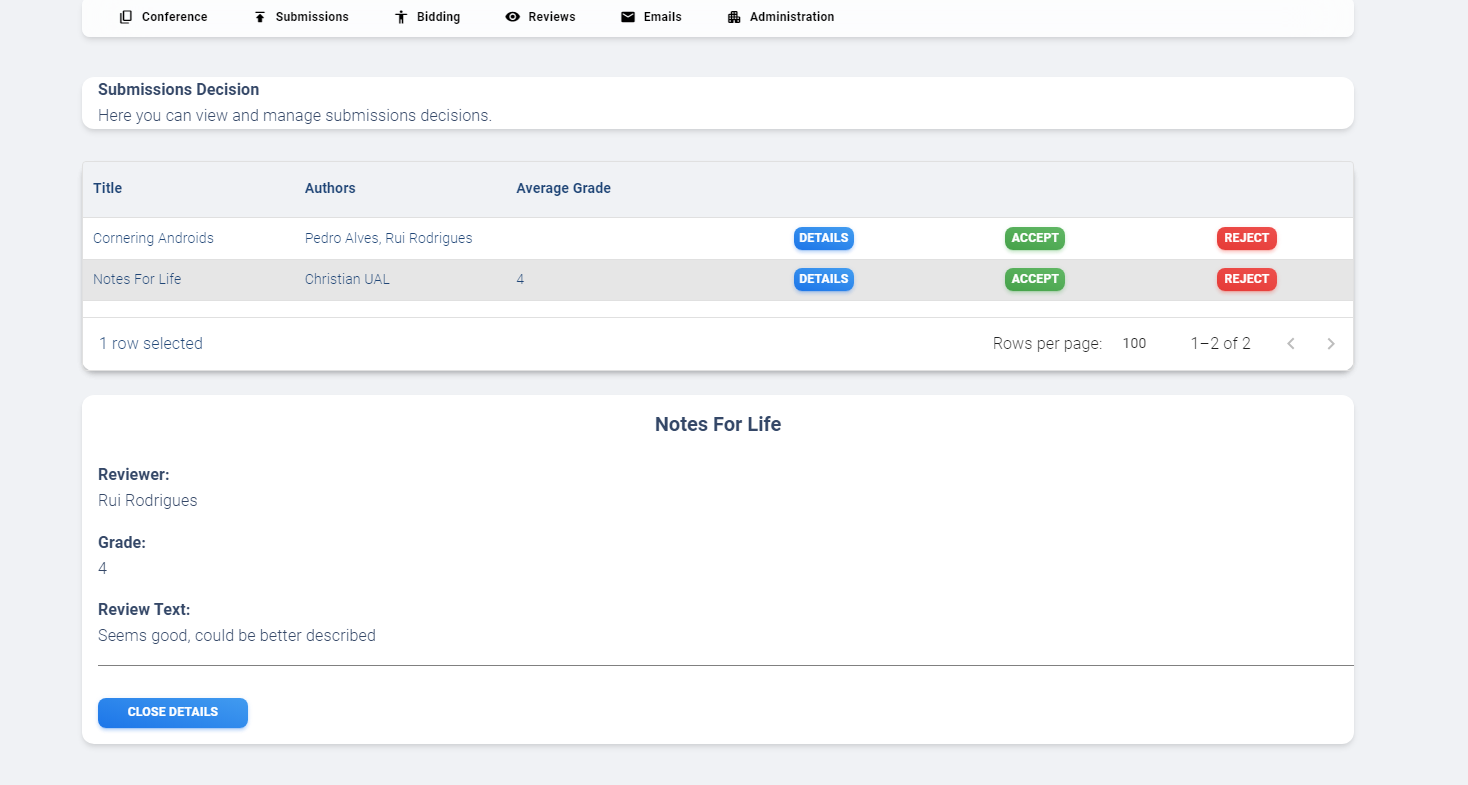 Conference Submissions Bidding Reviews Emails Administration
Submissions Decision
Here you can view and manage submissions decisions.
Title Authors Average Grade
Cornering Androids Pedro Alves, Rui Rodrigues DETAILS ACCEPT REJECT
Notes For Life Christian UAL 4 DETAILS ACCEPT REJECT
1 row selected Rows per page: 100 1–2 of 2
Notes For Life
Reviewer:
Rui Rodrigues
Grade:
4
Review Text:
Seems good, could be better described
CLOSE DETAILS